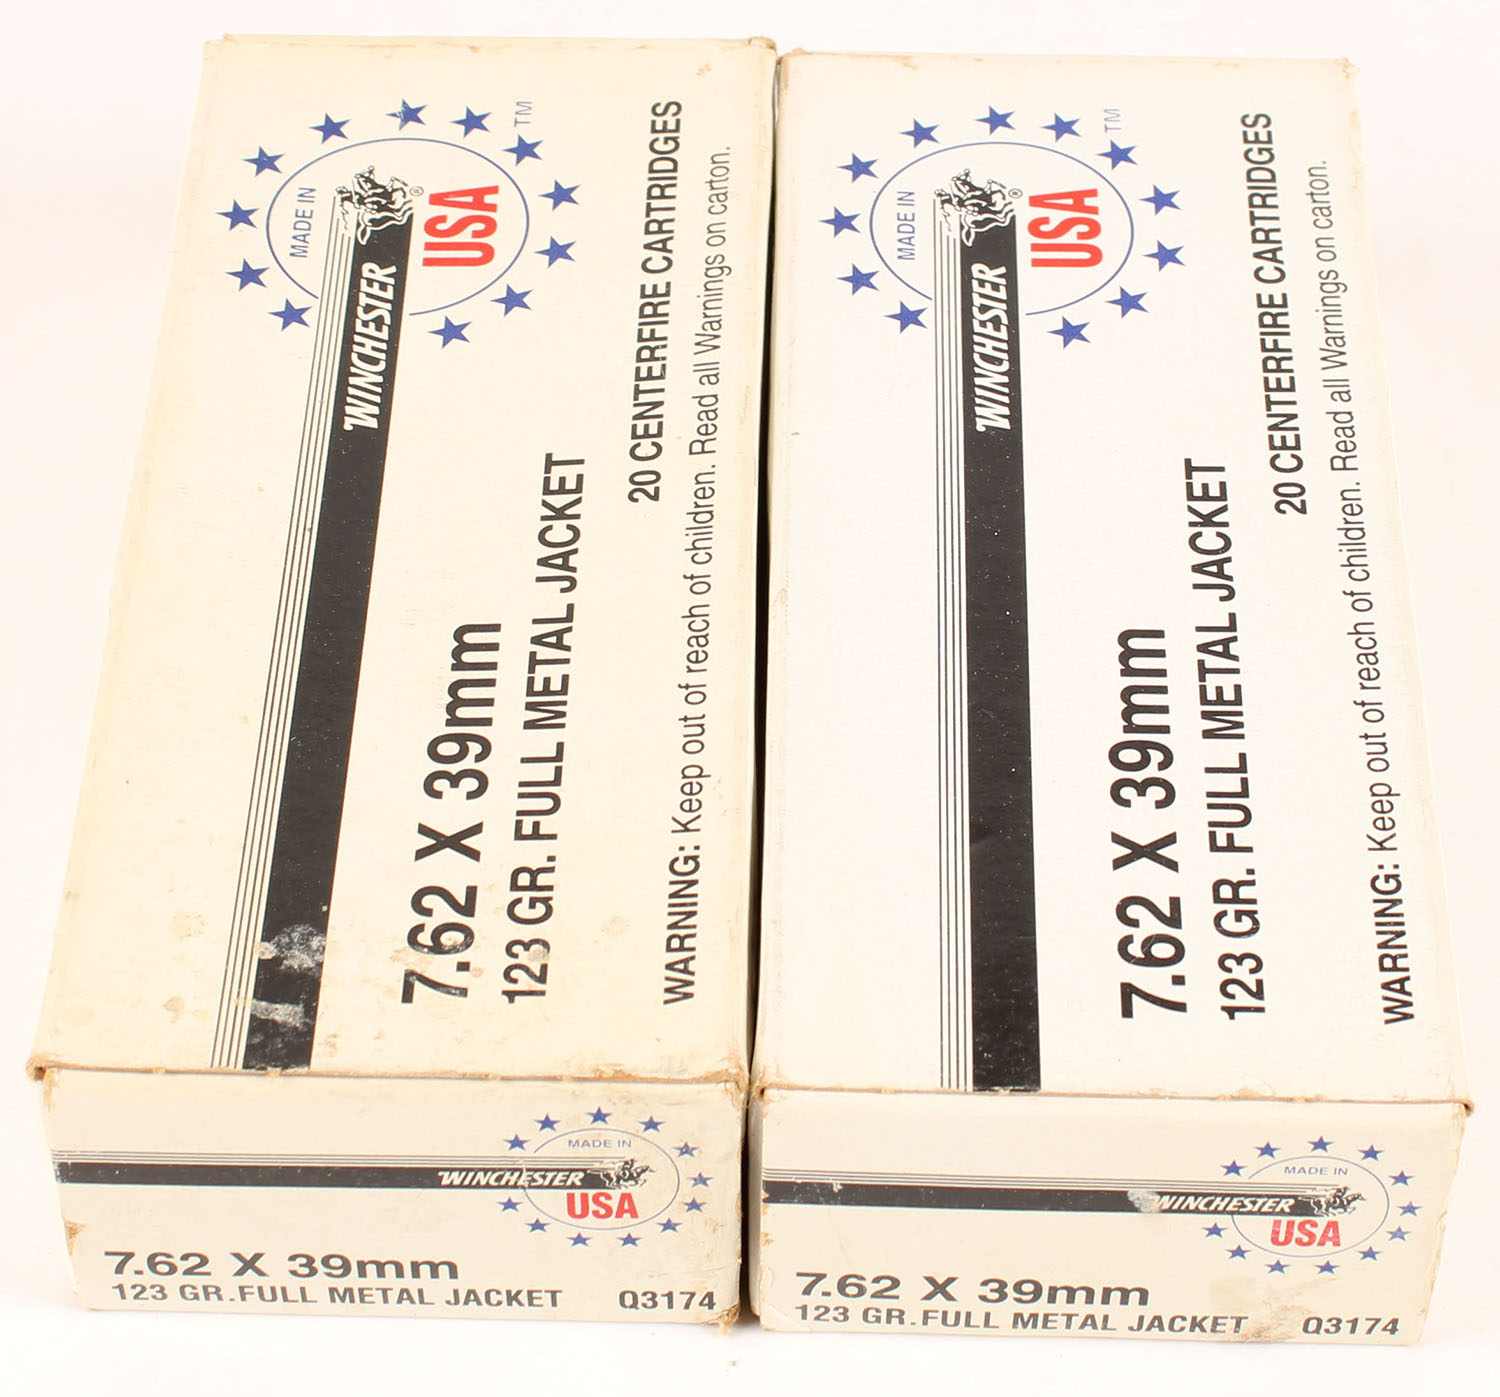 MADE IN
WINCHESTER ®
USA
TM
7.62 X 39mm
123 GR. FULL METAL JACKET
20 CENTERFIRE CARTRIDGES
WARNING: Keep out of reach of children. Read all Warnings on carton.
MADE IN
WINCHESTER
USA
7.62 X 39mm
123 GR.FULL METAL JACKET Q3174
MADE IN
WINCHESTER ®
USA
TM
7.62 X 39mm
123 GR. FULL METAL JACKET
20 CENTERFIRE CARTRIDGES
WARNING: Keep out of reach of children. Read all Warnings on carton.
MADE IN
WINCHESTER
USA
7.62 X 39mm
123 GR.FULL METAL JACKET Q3174